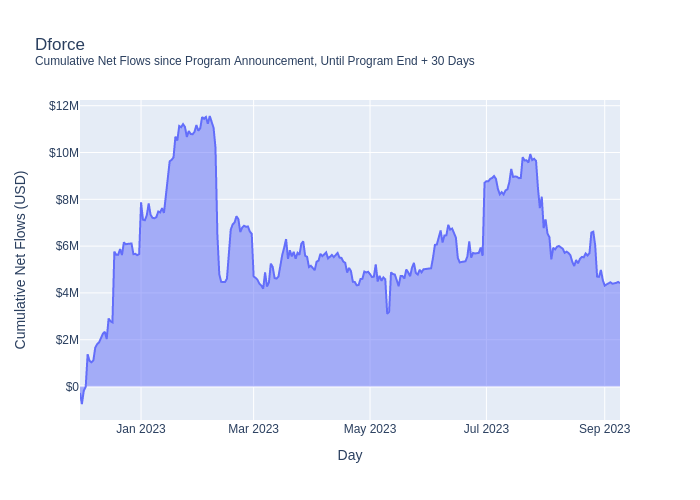 Dforce
Cumulative Net Flows since Program Announcement, Until Program End + 30 Days
Cumulative Net Flows (USD)
$12M
$10M
$8M
$6M
$4M
$2M
$0
Jan 2023 Mar 2023 May 2023 Jul 2023 Sep 2023
Day